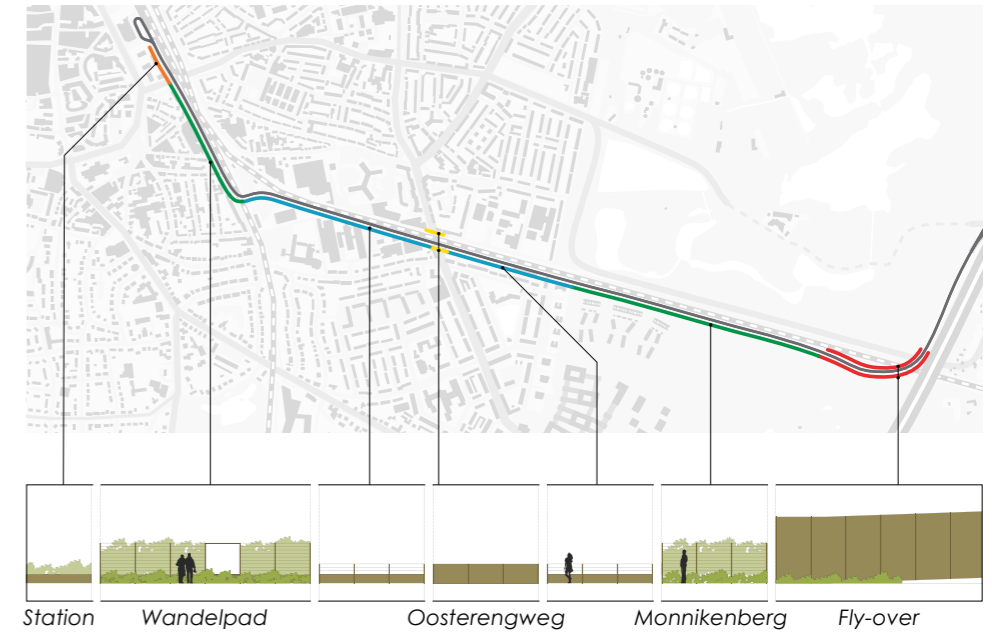 Station
Wandelpad
Oosterengweg
Monnikenberg
Fly-over